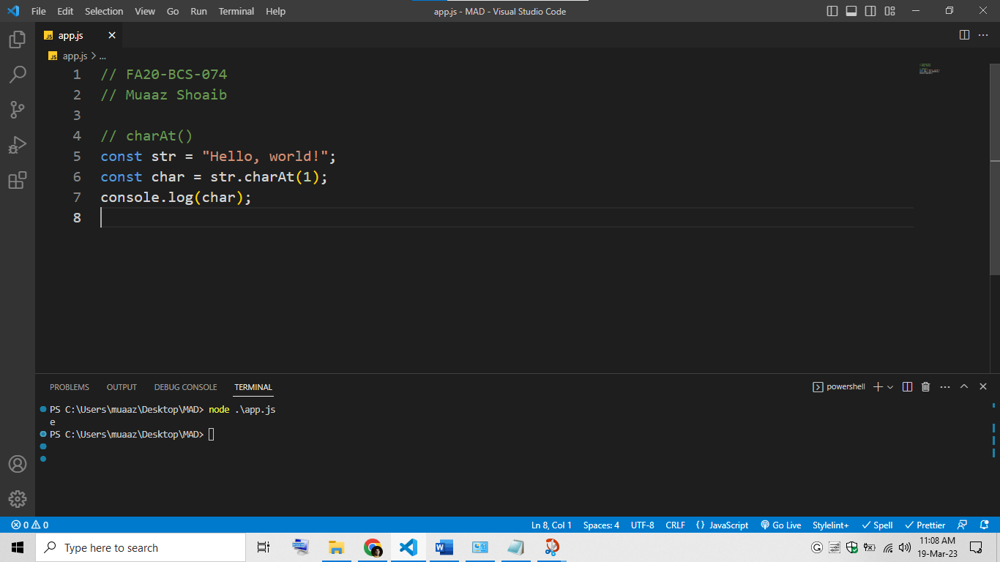 File Edit Selection View Go Run Terminal Help app.js - MAD - Visual Studio Code
JS app.js
JS app.js > ...
1 // FA20-BCS-074
2 // Muaaz Shoaib
3
4 // charAt()
5 const str = "Hello, world!";
6 const char = str.charAt(1);
7 console.log(char);
8
PROBLEMS OUTPUT DEBUG CONSOLE TERMINAL powershell
PS C:\Users\muaaz\Desktop\MAD> node .\app.js
e
PS C:\Users\muaaz\Desktop\MAD>
0 0 Ln 8, Col 1 Spaces: 4 UTF-8 CRLF {} JavaScript Go Live Stylelint+ Spell Prettier
Type here to search
11:08 AM
19-Mar-23